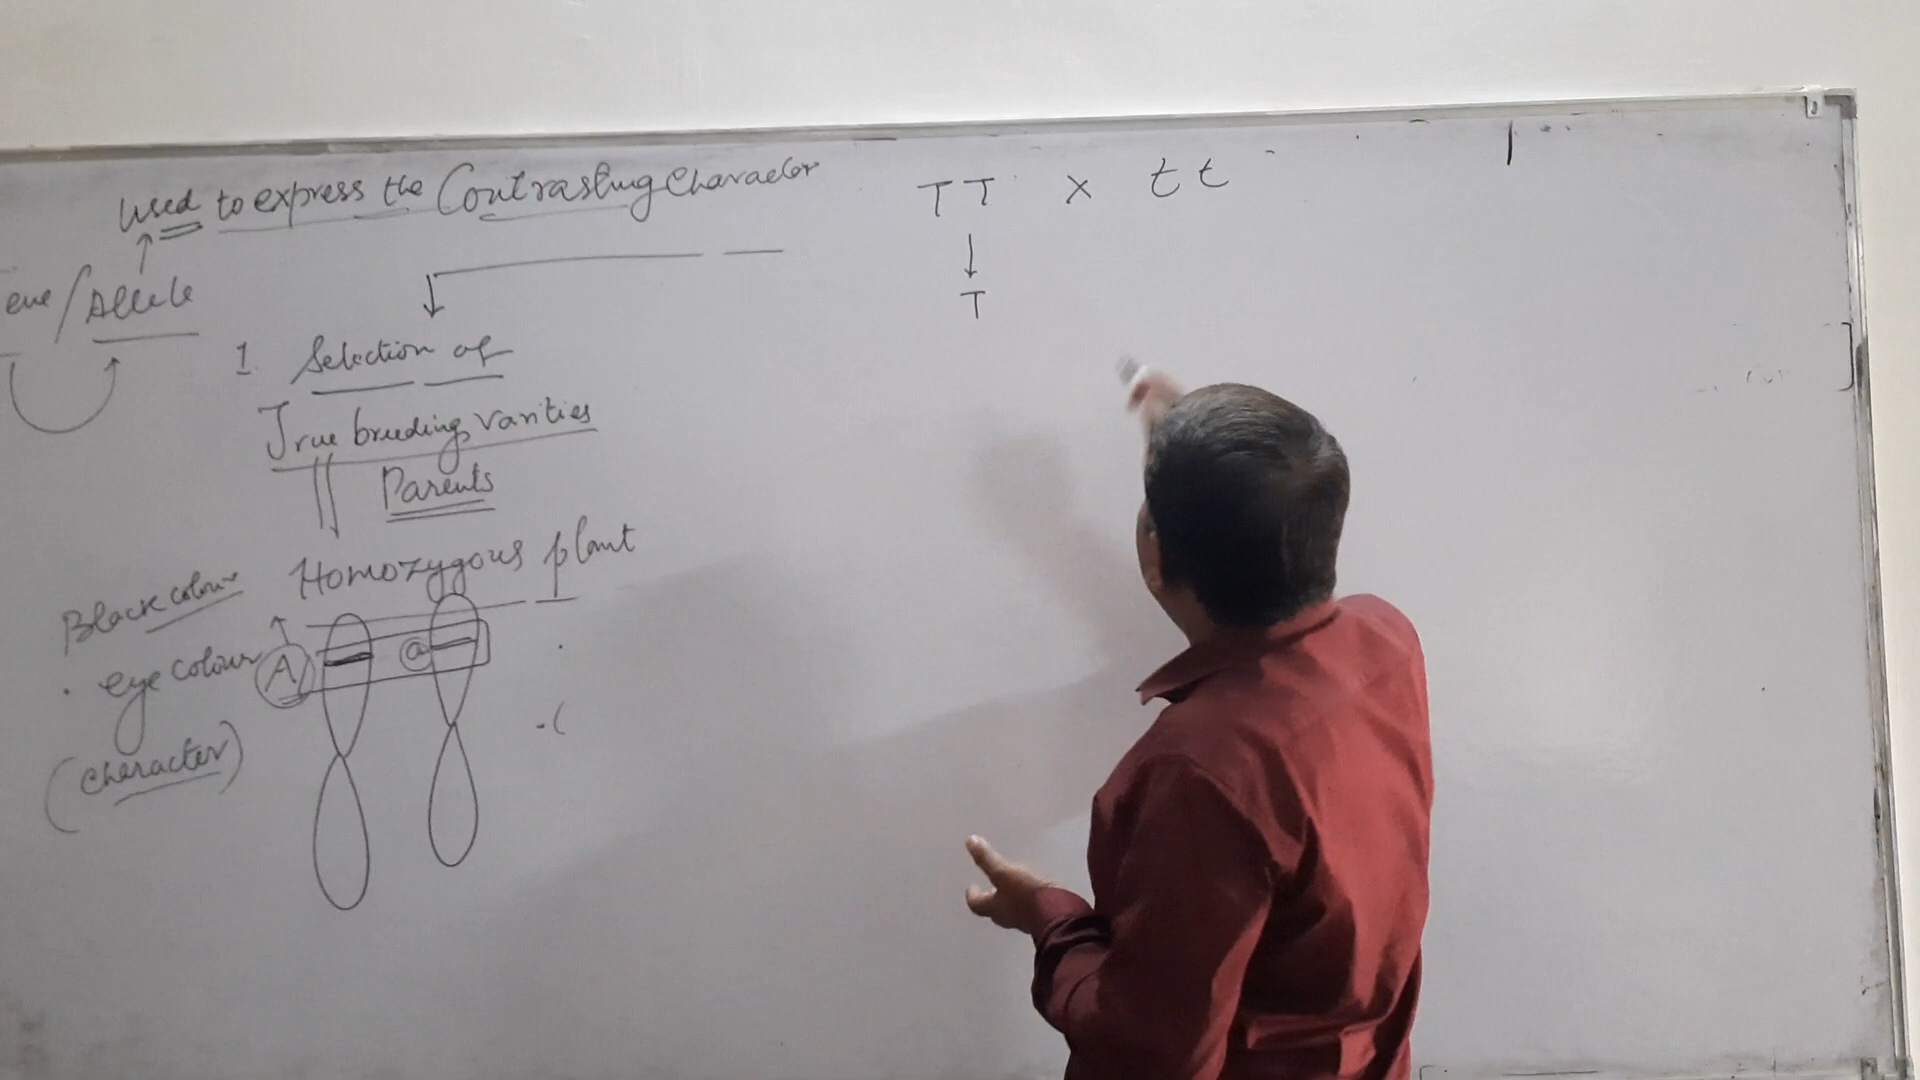 used to express the Contrasting Character
ene/Allele
1. Selection of
True breeding varities
Parents
Homozygous plant
Black colour
. eye colour
(character)
A
a
TT x tt
T